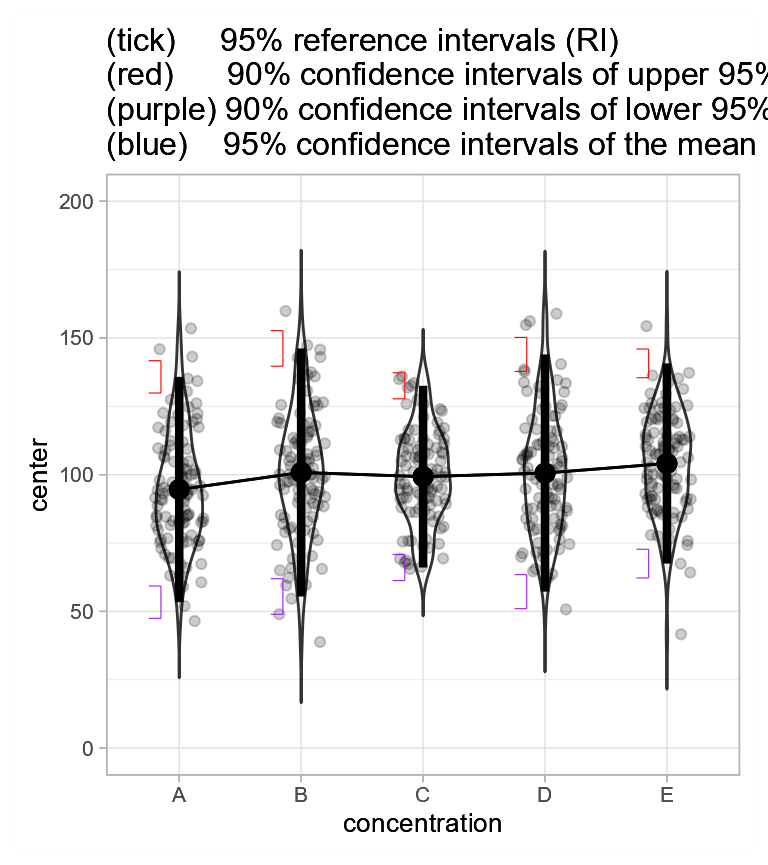 (tick) 95% reference intervals (RI)
(red) 90% confidence intervals of upper 95%
(purple) 90% confidence intervals of lower 95%
(blue) 95% confidence intervals of the mean
200
150
100
50
0
center
A B C D E
concentration